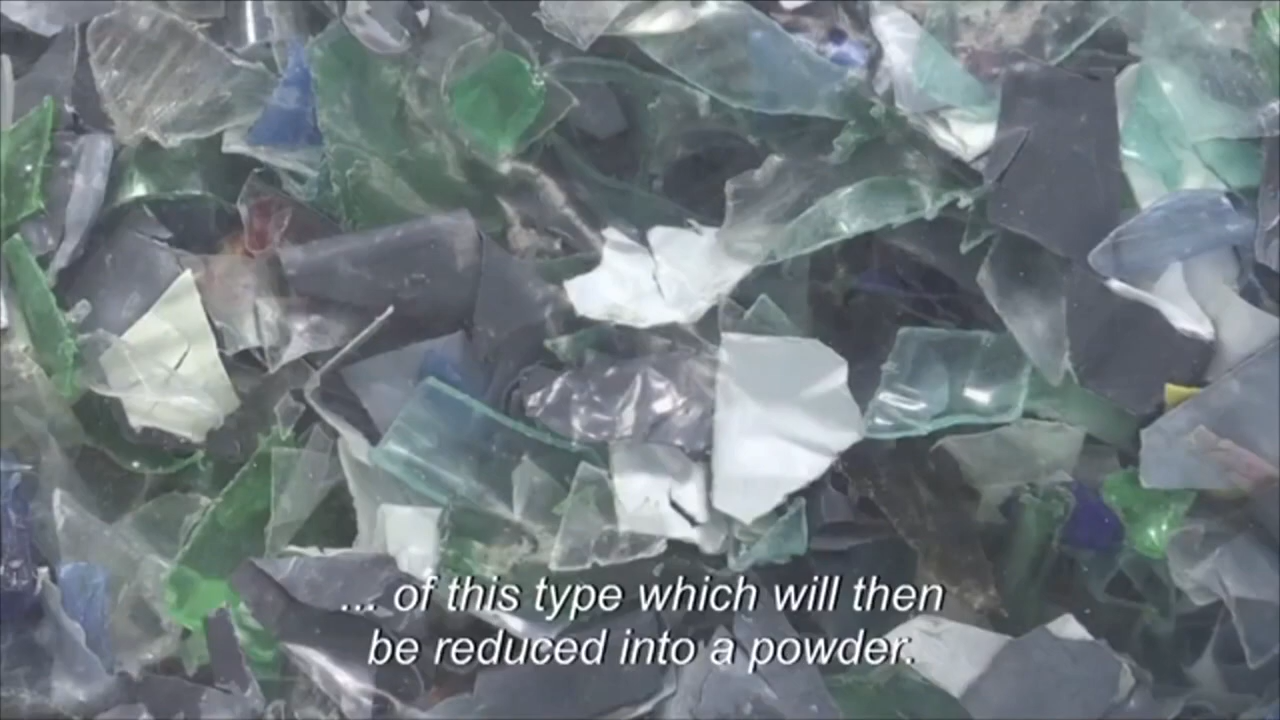 ... of this type which will then
be reduced into a powder.